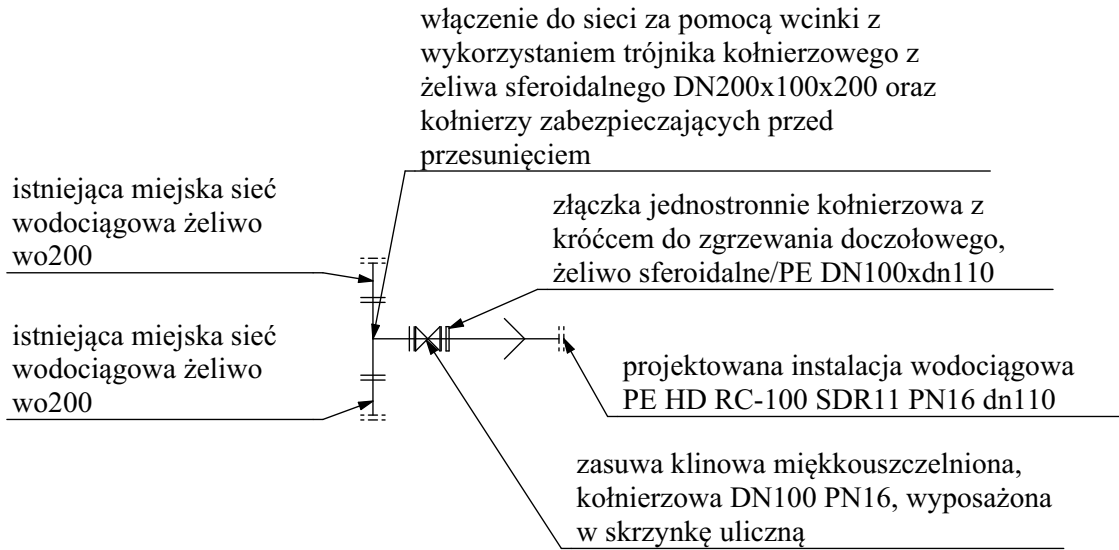 włączenie do sieci za pomocą wcinki z
wykorzystaniem trójnika kołnierzowego z
żeliwa sferoidalnego DN200x100x200 oraz
kołnierzy zabezpieczających przed
przesunięciem
istniejąca miejska sieć
wodociągowa żeliwo
wo200
złączka jednostronnie kołnierzowa z
króćcem do zgrzewania doczołowego,
żeliwo sferoidalne/PE DN100xdn110
istniejąca miejska sieć
wodociągowa żeliwo
wo200
projektowana instalacja wodociągowa
PE HD RC-100 SDR11 PN16 dn110
zasuwa klinowa miękkouszczelniona,
kołnierzowa DN100 PN16, wyposażona
w skrzynkę uliczną